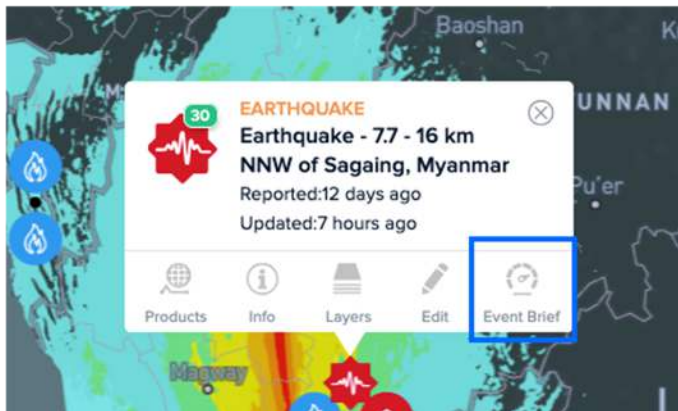 Baoshan
30
EARTHQUAKE
Earthquake - 7.7 - 16 km
NNW of Sagaing, Myanmar
Reported:12 days ago
Updated:7 hours ago
UNNAN
Pu'er
Products Info Layers Edit Event Brief
Magway